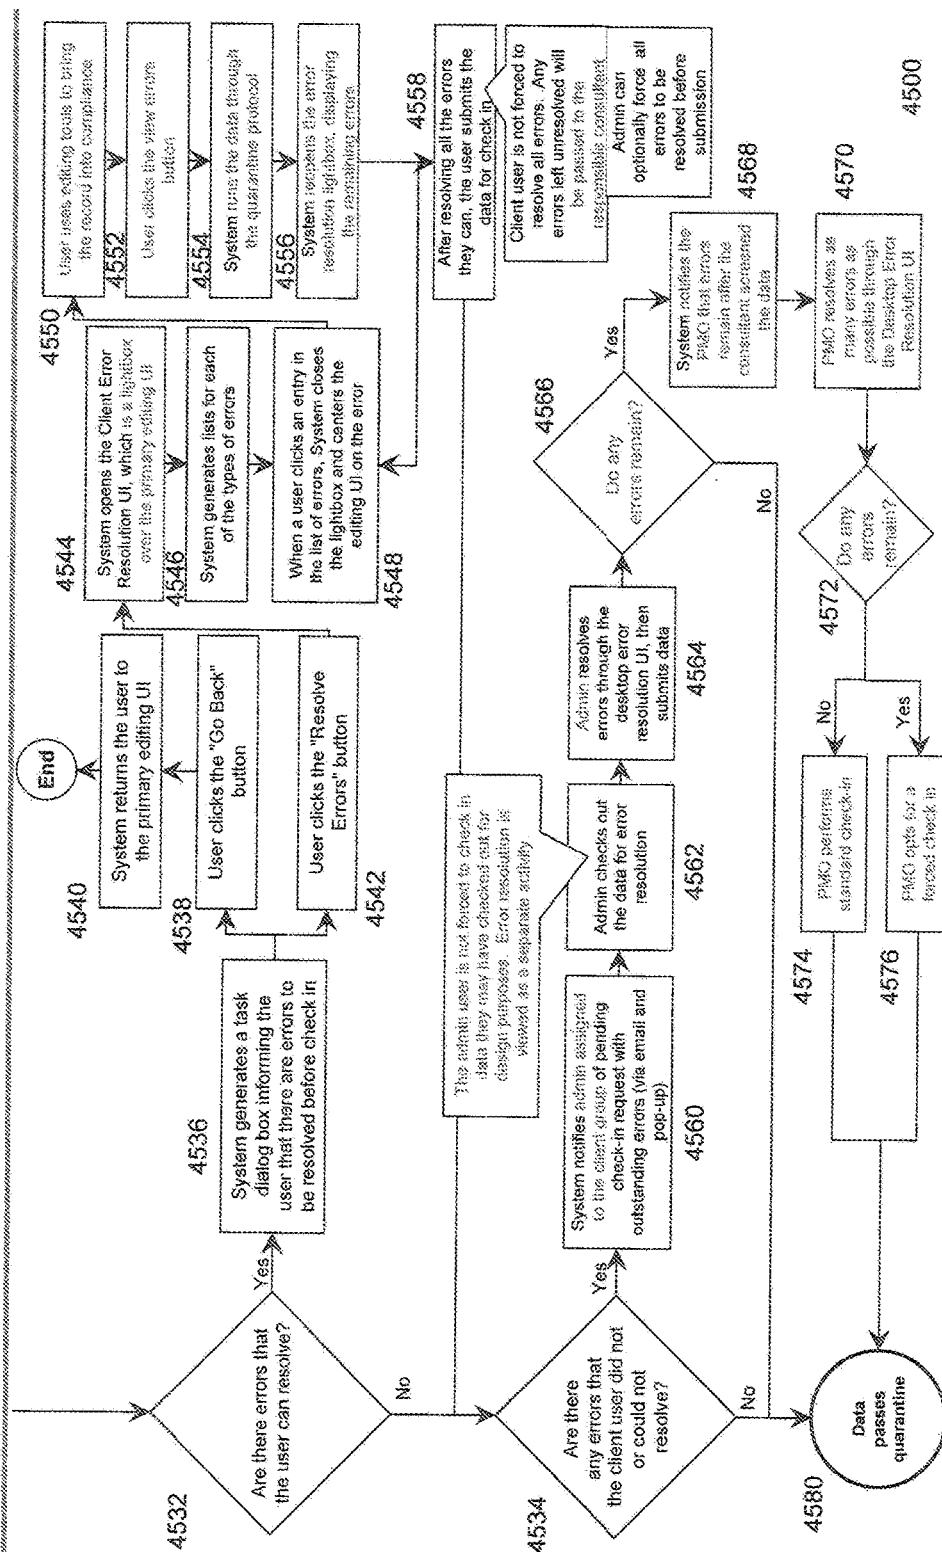 4532
Are there errors that
the user can resolve?
Yes
No
4536
System generates a task
dialog box informing the
user that there are errors to
be resolved before check in
End
4540
System returns the user to
the primary editing UI
4538
User clicks the "Go Back"
button
User clicks the "Resolve
Errors" button
4542
4544
System opens the Client Error
Resolution UI, which is a lightbox
over the primary editing UI
4546
System generates lists for each
of the types of errors
When a user clicks an entry in
the list of errors, System closes
the lightbox and centers the
editing UI on the error
4548
4550
User uses editing tools to bring
the record into compliance
4552
User clicks the view errors
button
4554
System runs the data through
the quarantine protocol
4556
System reopens the error
resolution lightbox, displaying
the remaining errors
4558
After resolving all the errors
they can, the user submits the
data for check in
Client user is not forced to
resolve all errors. Any
errors left unresolved will
be passed to the
responsible consultent
Admin can
optionally force all
errors to be
resolved before
submission
4534
Are there
any errors that
the client user did not
or could not
resolve?
Yes
No
System notifies admin assigned
to the client group of pending
check-in request with
outstanding errors (via email and
pop-up)
4560
The admin user is not forced to check in
data they may have checked out for
design purposes. Error resolution is
viewed as a separate activity.
Admin checks out
the data for error
resolution
4562
Admin resolves
errors through the
desktop error
resolution UI, then
submits data
4564
4566
Do any
errors remain?
Yes
No
4568
System notifies the
PMO that errors
remain after the
consultant screened
the data
4570
PMO resolves as
many errors as
possible through
the Desktop Error
Resolution UI
4572
Do any
errors
remain?
No
Yes
4574
PMO performs
standard check-in
4576
PMO opts for a
forced check in
4580
Data
passes
quarantine
4500